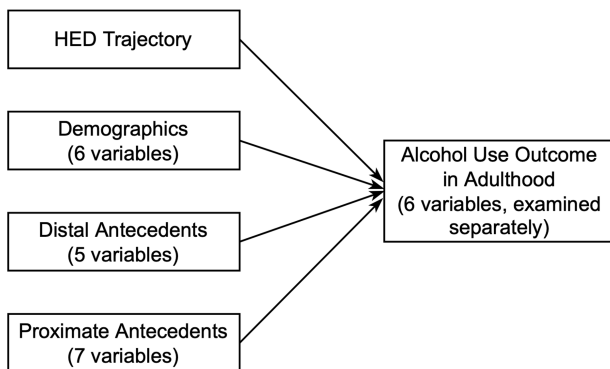 HED Trajectory
Demographics
(6 variables)
Distal Antecedents
(5 variables)
Proximate Antecedents
(7 variables)
Alcohol Use Outcome
in Adulthood
(6 variables, examined
separately)